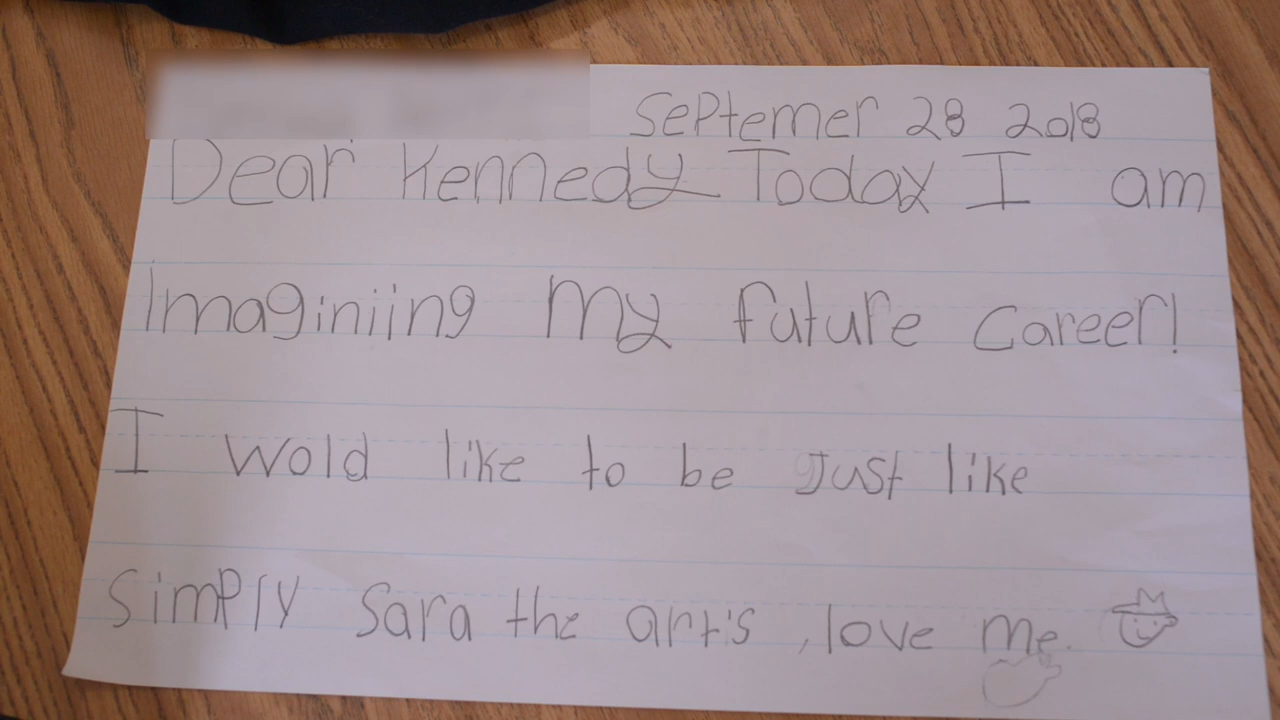 SePtemer 28 2018
Dear Kennedy Today I am
Imaginiing My future Career!
I wold like to be Just like
SimPly Sara the art's , love Me.